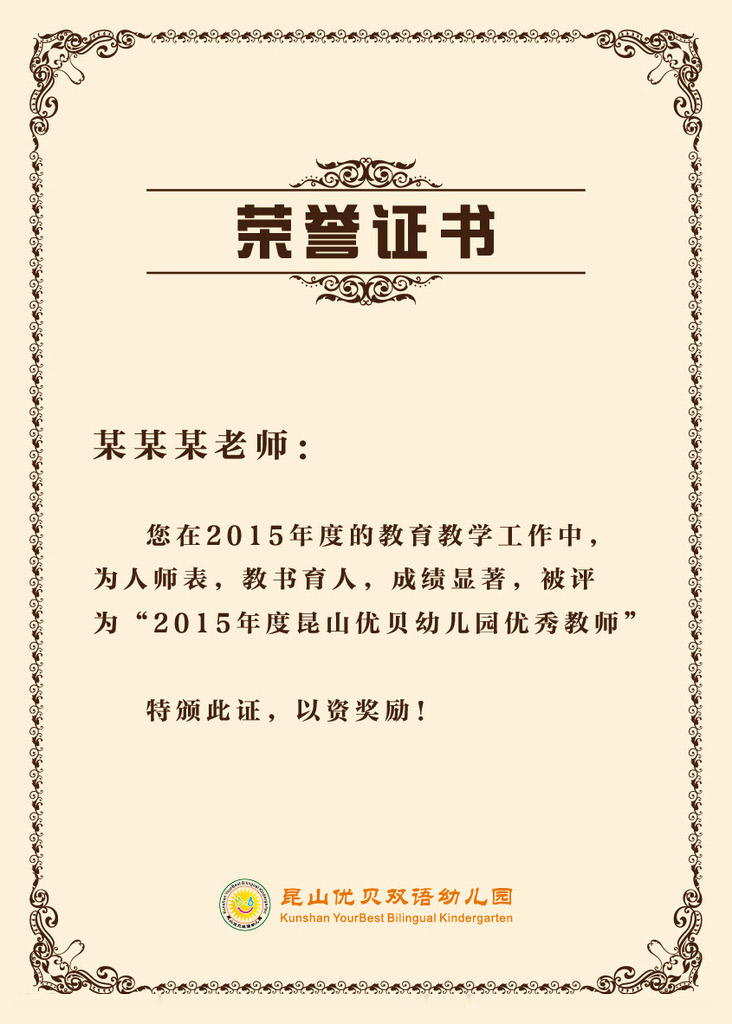 荣誉证书
某某某老师：
您在2015年度的教育教学工作中，
为人师表，教书育人，成绩显著，被评
为“2015年度昆山优贝幼儿园优秀教师”
特颁此证，以资奖励！
昆山优贝双语幼儿园
Kunshan YourBest Bilingual Kindergarten